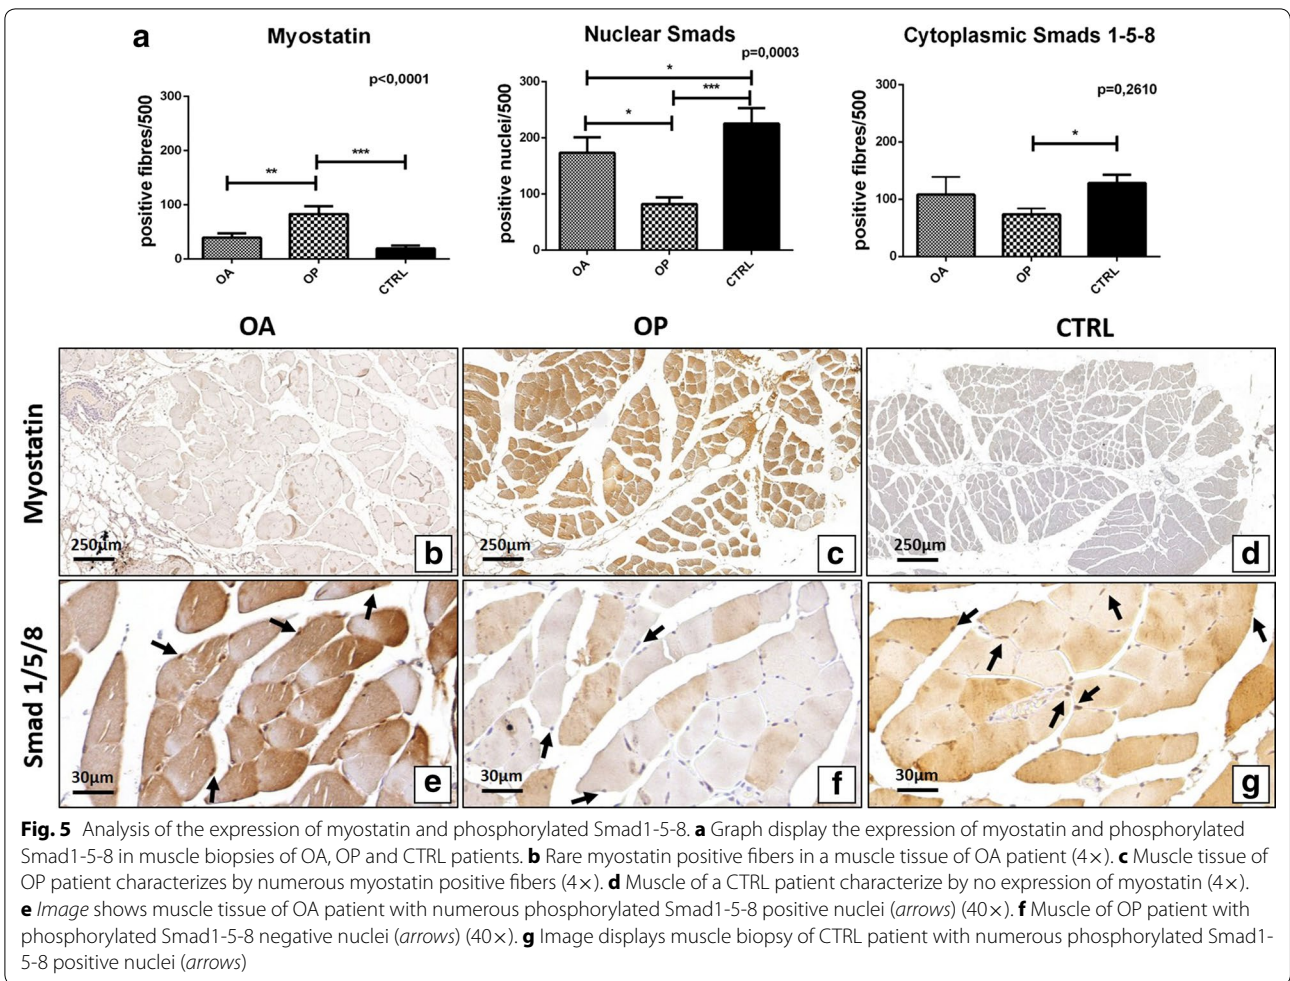 a
Myostatin
p<0,0001
positive fibres/500
300
200
100
0
**
***
OA
OP
CTRL
Nuclear Smads
p=0,0003
positive nuclei/500
300
200
100
0
*
***
*
OA
OP
CTRL
Cytoplasmic Smads 1-5-8
p=0,2610
positive fibres/500
300
200
100
0
*
OA
OP
CTRL
OA
OP
CTRL
Myostatin
250µm
b
250µm
c
250µm
d
Smad 1/5/8
30µm
e
30µm
f
30µm
g
Fig. 5 Analysis of the expression of myostatin and phosphorylated Smad1-5-8. a Graph display the expression of myostatin and phosphorylated
Smad1-5-8 in muscle biopsies of OA, OP and CTRL patients. b Rare myostatin positive fibers in a muscle tissue of OA patient (4×). c Muscle tissue of
OP patient characterizes by numerous myostatin positive fibers (4×). d Muscle of a CTRL patient characterize by no expression of myostatin (4×).
e Image shows muscle tissue of OA patient with numerous phosphorylated Smad1-5-8 positive nuclei (arrows) (40×). f Muscle of OP patient with
phosphorylated Smad1-5-8 negative nuclei (arrows) (40×). g Image displays muscle biopsy of CTRL patient with numerous phosphorylated Smad1-
5-8 positive nuclei (arrows)